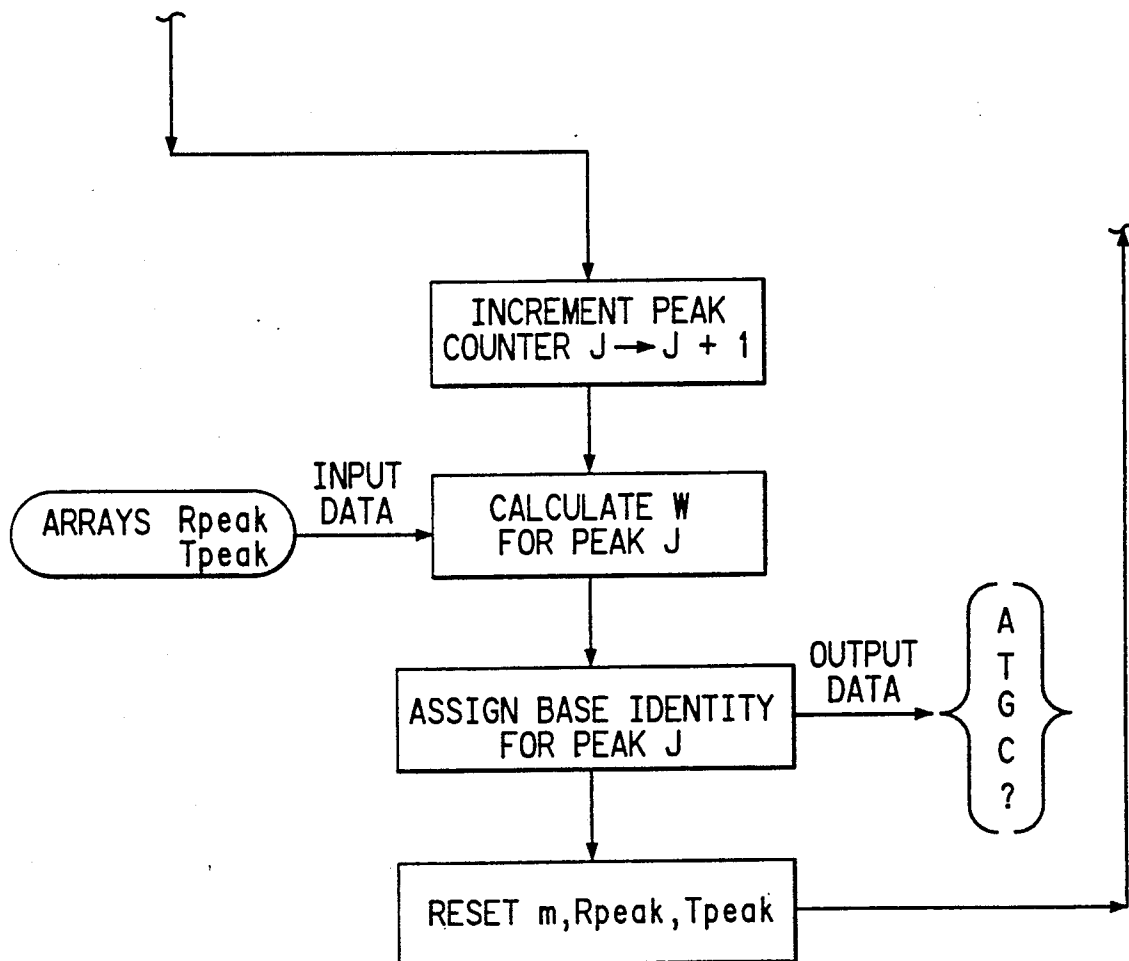 INCREMENT PEAK
COUNTER J→J + 1
INPUT
DATA
ARRAYS Rpeak
Tpeak
CALCULATE W
FOR PEAK J
OUTPUT
DATA
ASSIGN BASE IDENTITY
FOR PEAK J
A
T
G
C
?
RESET m,Rpeak,Tpeak